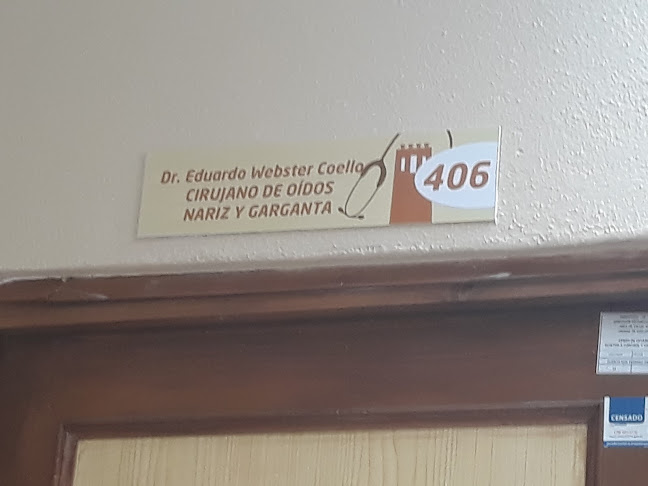 Dr. Eduardo Webster Coello
CIRUJANO DE OÍDOS
NARIZ Y GARGANTA
406
CENSADO